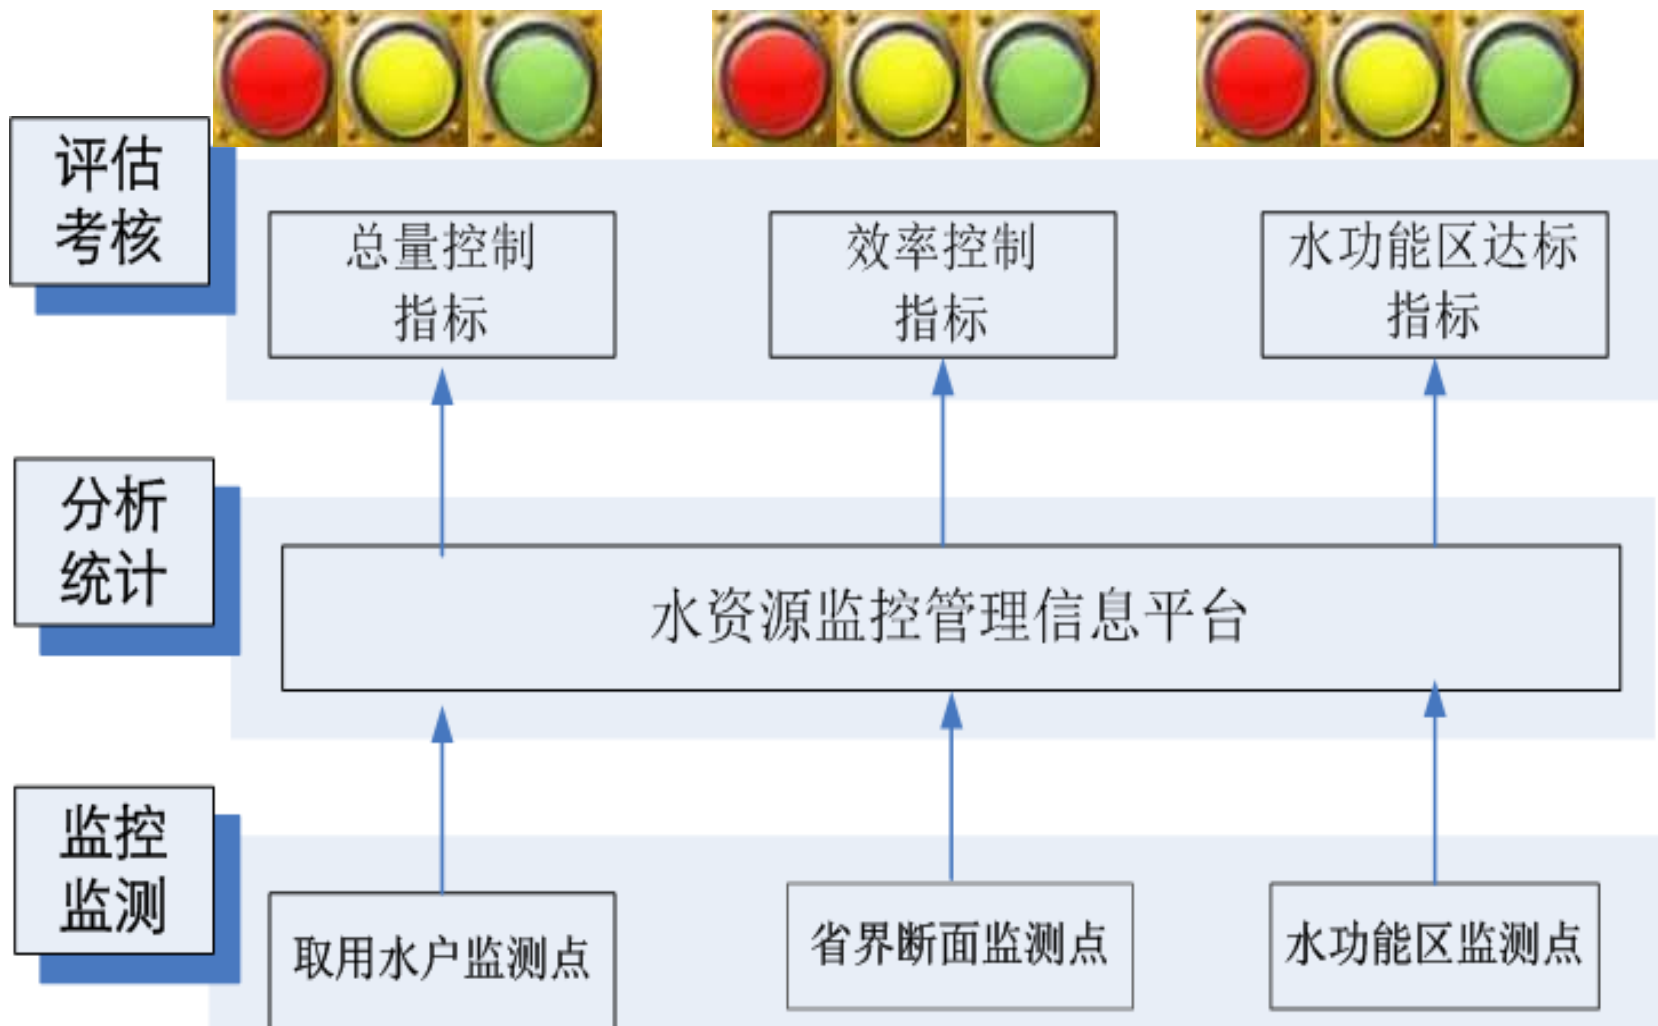 评估
考核
总量控制
指标
效率控制
指标
水功能区达标
指标
分析
统计
水资源监控管理信息平台
监控
监测
取用水户监测点
省界断面监测点
水功能区监测点